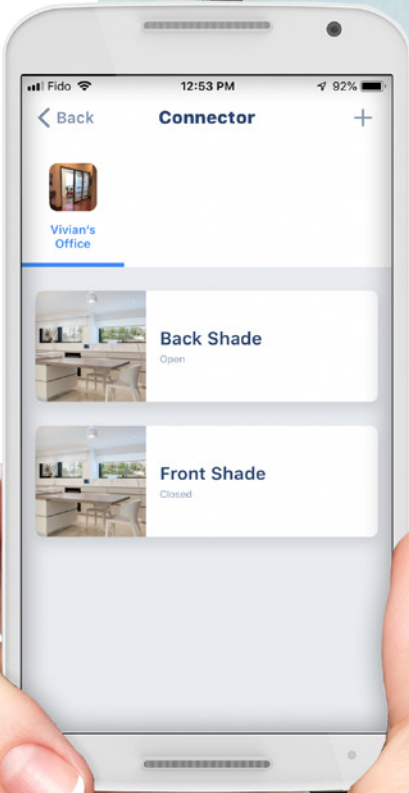 Fido 12:53 PM 92%
Back Connector +
Vivian's
Office
Back Shade
Open
Front Shade
Closed